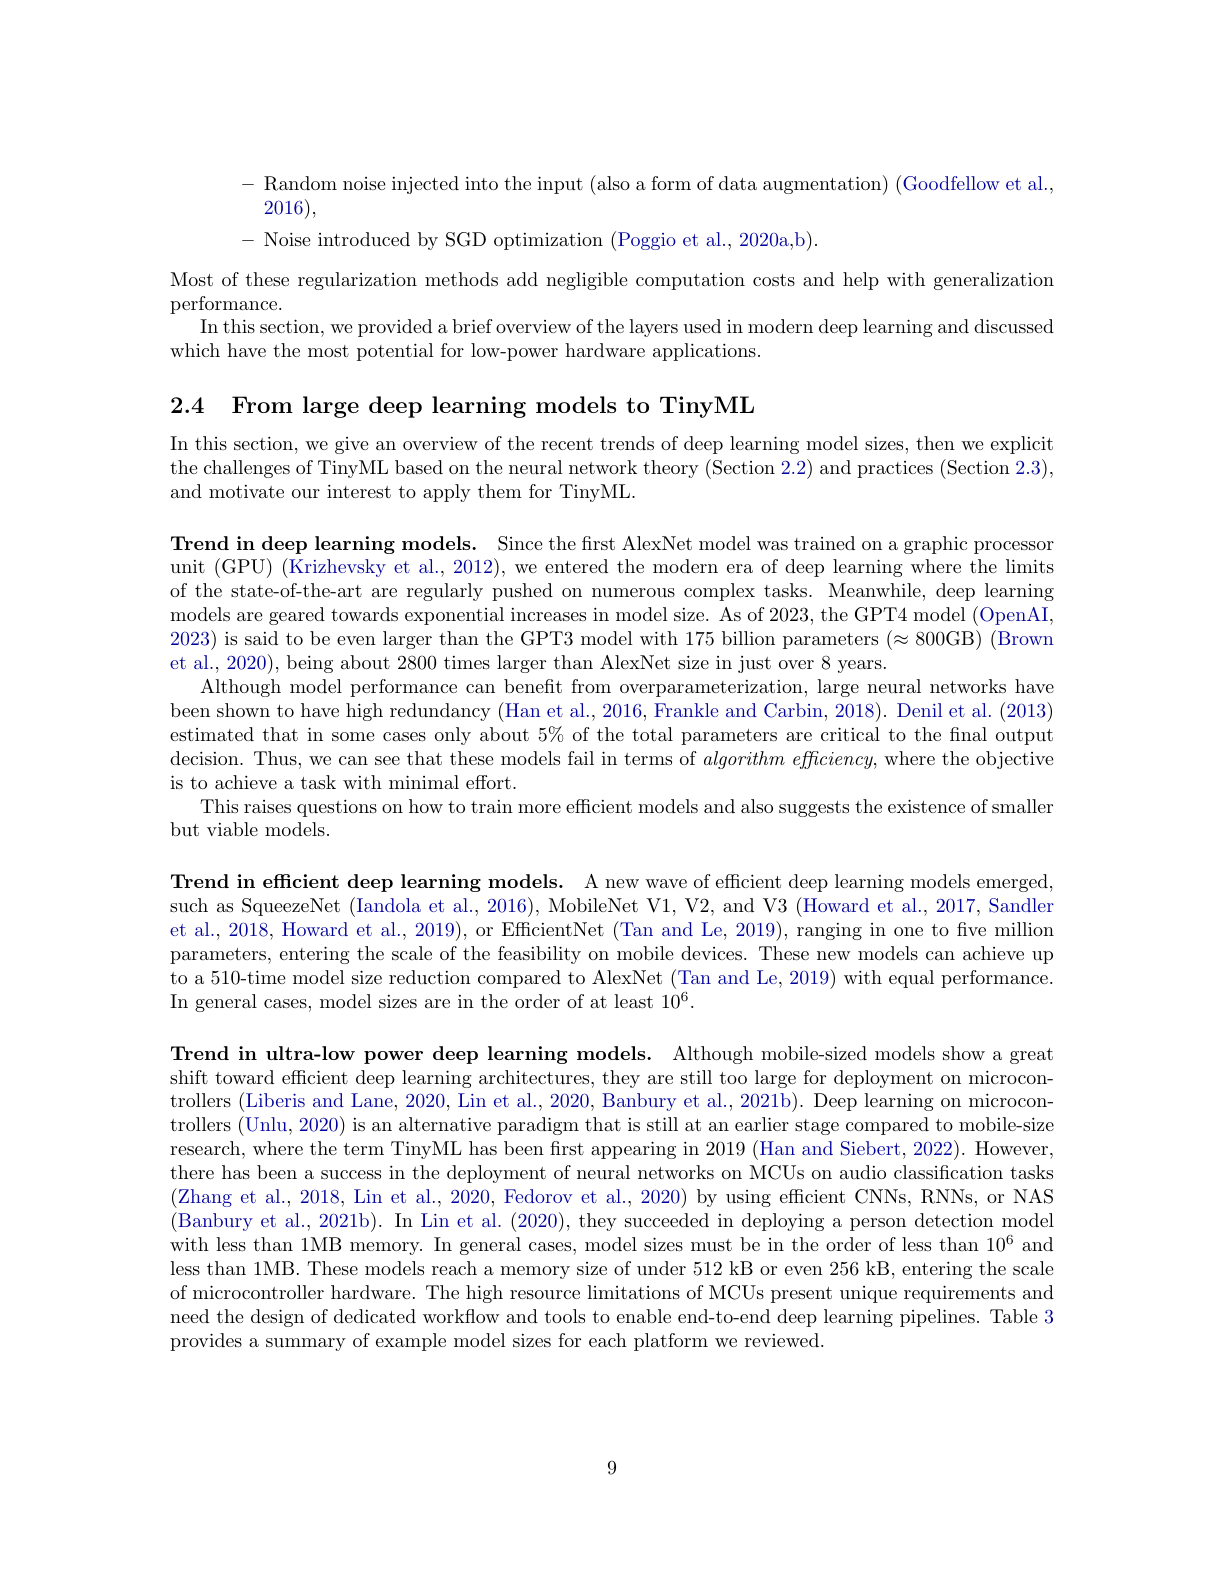 – Random noise injected into the input (also a form of data augmentation) (Goodfellow et al.,
2016),
– Noise introduced by SGD optimization (Poggio et al., 2020a,b).
Most of these regularization methods add negligible computation costs and help with generalization
performance.
In this section, we provided a brief overview of the layers used in modern deep learning and discussed
which have the most potential for low-power hardware applications.
2.4 From large deep learning models to TinyML
In this section, we give an overview of the recent trends of deep learning model sizes, then we explicit
the challenges of TinyML based on the neural network theory (Section 2.2) and practices (Section 2.3),
and motivate our interest to apply them for TinyML.
Trend in deep learning models. Since the first AlexNet model was trained on a graphic processor
unit (GPU) (Krizhevsky et al., 2012), we entered the modern era of deep learning where the limits
of the state-of-the-art are regularly pushed on numerous complex tasks. Meanwhile, deep learning
models are geared towards exponential increases in model size. As of 2023, the GPT4 model (OpenAI,
2023) is said to be even larger than the GPT3 model with 175 billion parameters (≈ 800GB) (Brown
et al., 2020), being about 2800 times larger than AlexNet size in just over 8 years.
Although model performance can benefit from overparameterization, large neural networks have
been shown to have high redundancy (Han et al., 2016, Frankle and Carbin, 2018). Denil et al. (2013)
estimated that in some cases only about 5% of the total parameters are critical to the final output
decision. Thus, we can see that these models fail in terms of algorithm efficiency, where the objective
is to achieve a task with minimal effort.
This raises questions on how to train more efficient models and also suggests the existence of smaller
but viable models.
Trend in efficient deep learning models. A new wave of efficient deep learning models emerged,
such as SqueezeNet (Iandola et al., 2016), MobileNet V1, V2, and V3 (Howard et al., 2017, Sandler
et al., 2018, Howard et al., 2019), or EfficientNet (Tan and Le, 2019), ranging in one to five million
parameters, entering the scale of the feasibility on mobile devices. These new models can achieve up
to a 510-time model size reduction compared to AlexNet (Tan and Le, 2019) with equal performance.
In general cases, model sizes are in the order of at least 10⁶.
Trend in ultra-low power deep learning models. Although mobile-sized models show a great
shift toward efficient deep learning architectures, they are still too large for deployment on microcon-
trollers (Liberis and Lane, 2020, Lin et al., 2020, Banbury et al., 2021b). Deep learning on microcon-
trollers (Unlu, 2020) is an alternative paradigm that is still at an earlier stage compared to mobile-size
research, where the term TinyML has been first appearing in 2019 (Han and Siebert, 2022). However,
there has been a success in the deployment of neural networks on MCUs on audio classification tasks
(Zhang et al., 2018, Lin et al., 2020, Fedorov et al., 2020) by using efficient CNNs, RNNs, or NAS
(Banbury et al., 2021b). In Lin et al. (2020), they succeeded in deploying a person detection model
with less than 1MB memory. In general cases, model sizes must be in the order of less than 10⁶ and
less than 1MB. These models reach a memory size of under 512 kB or even 256 kB, entering the scale
of microcontroller hardware. The high resource limitations of MCUs present unique requirements and
need the design of dedicated workflow and tools to enable end-to-end deep learning pipelines. Table 3
provides a summary of example model sizes for each platform we reviewed.
9